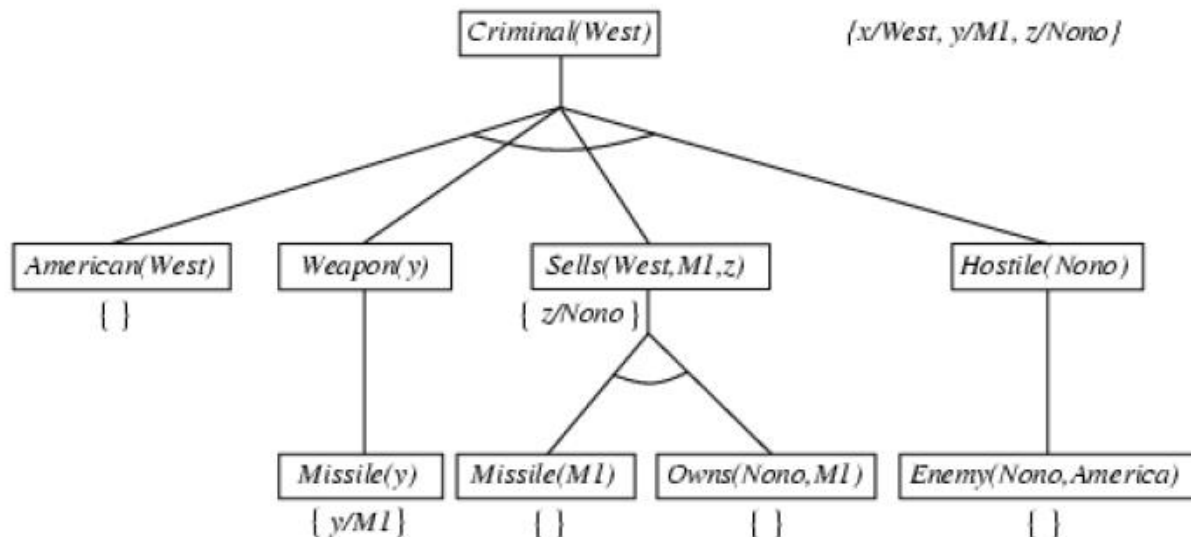 Criminal(West) {x/West, y/M1, z/Nono}
American(West) Weapon(y) Sells(West,M1,z) Hostile(Nono)
{ } { z/Nono }
Missile(y) Missile(M1) Owns(Nono,M1) Enemy(Nono,America)
{ y/M1} { } { } { }